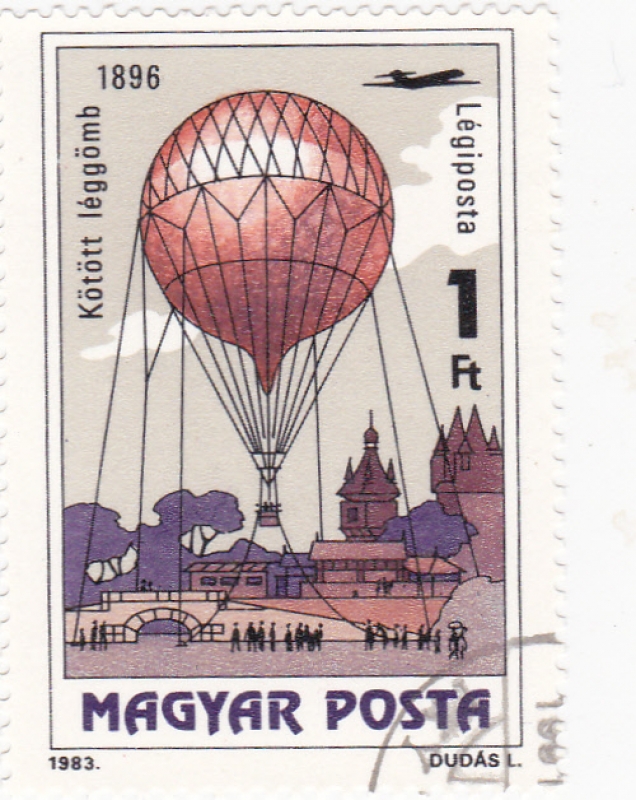 1896
Kötött léggömb
Légiposta
1
Ft
MAGYAR POSTA
1983.
DUDÁS L.